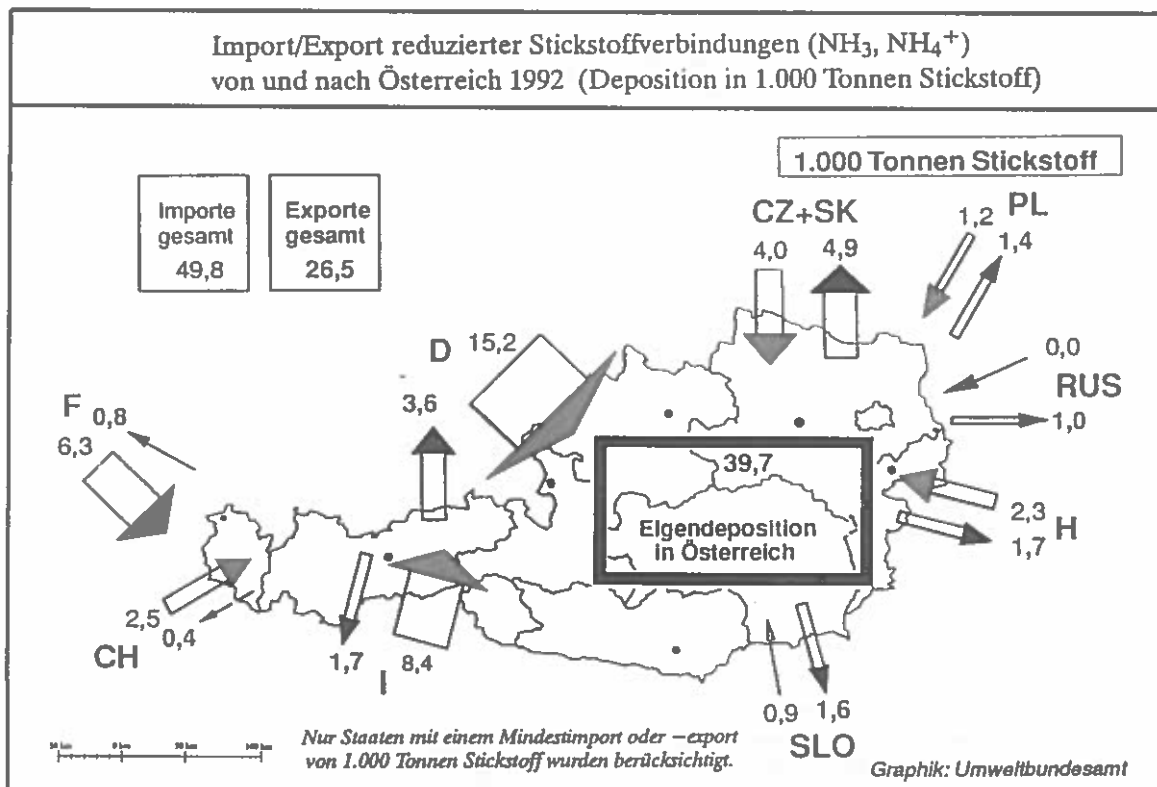 Import/Export reduzierter Stickstoffverbindungen (NH₃, NH₄⁺)
von und nach Österreich 1992 (Deposition in 1.000 Tonnen Stickstoff)
1.000 Tonnen Stickstoff
Importe
gesamt
49,8
Exporte
gesamt
26,5
CZ+SK
4,0 4,9
PL
1,2
1,4
D 15,2
3,6
0,0
RUS
1,0
F 0,8
6,3
39,7
Eigendeposition
in Österreich
2,3 H
1,7
2,5
0,4
CH
1,7 8,4
I
0,9 1,6
SLO
Nur Staaten mit einem Mindestimport oder –export
von 1.000 Tonnen Stickstoff wurden berücksichtigt.
Graphik: Umweltbundesamt